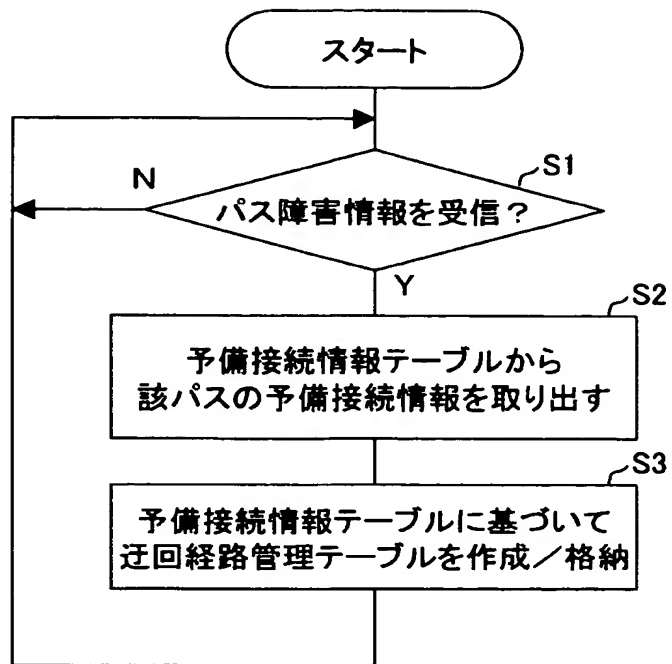 スタート
S1
N
パス障害情報を受信？
Y
S2
予備接続情報テーブルから
該パスの予備接続情報を取り出す
S3
予備接続情報テーブルに基づいて
迂回経路管理テーブルを作成／格納